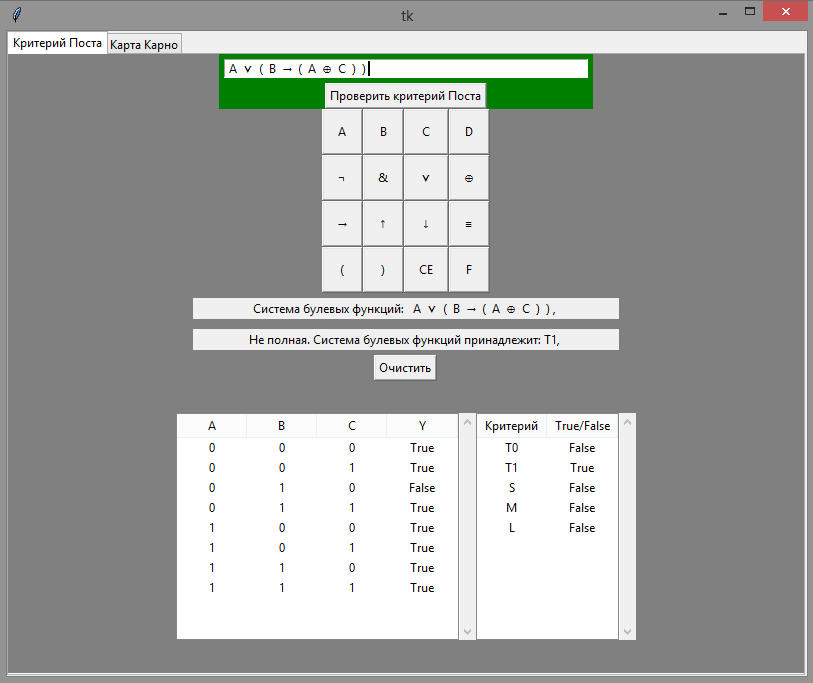 tk
Критерий Поста Карта Карно
A ∨ ( B → ( A ⊕ C ) )
Проверить критерий Поста
A B C D
¬ & ∨ ⊕
→ ↑ ↓ ≡
( ) CE F
Система булевых функций: A ∨ ( B → ( A ⊕ C ) ) ,
Не полная. Система булевых функций принадлежит: T1,
Очистить
A B C Y Критерий True/False
0 0 0 True T0 False
0 0 1 True T1 True
0 1 0 False S False
0 1 1 True M False
1 0 0 True L False
1 0 1 True
1 1 0 True
1 1 1 True